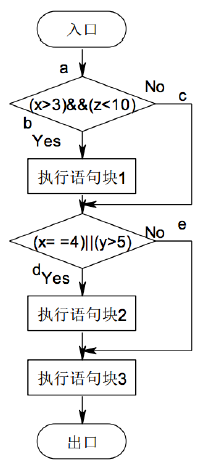 入口
a
No
(x>3)&&(z<10)
c
b
Yes
执行语句块1
(x= =4)||(y>5)
No
e
d
Yes
执行语句块2
执行语句块3
出口